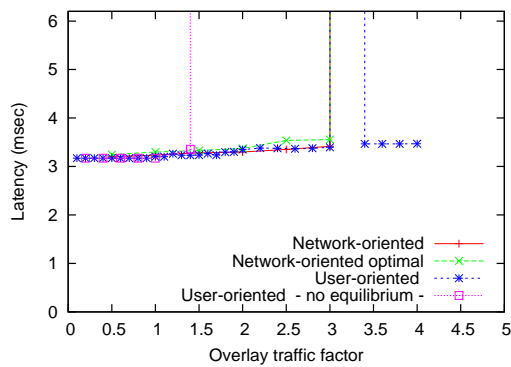 6
5
4
3
2
1
0
0 0.5 1 1.5 2 2.5 3 3.5 4 4.5 5
Latency (msec)
Overlay traffic factor
Network-oriented
Network-oriented optimal
User-oriented
User-oriented - no equilibrium -